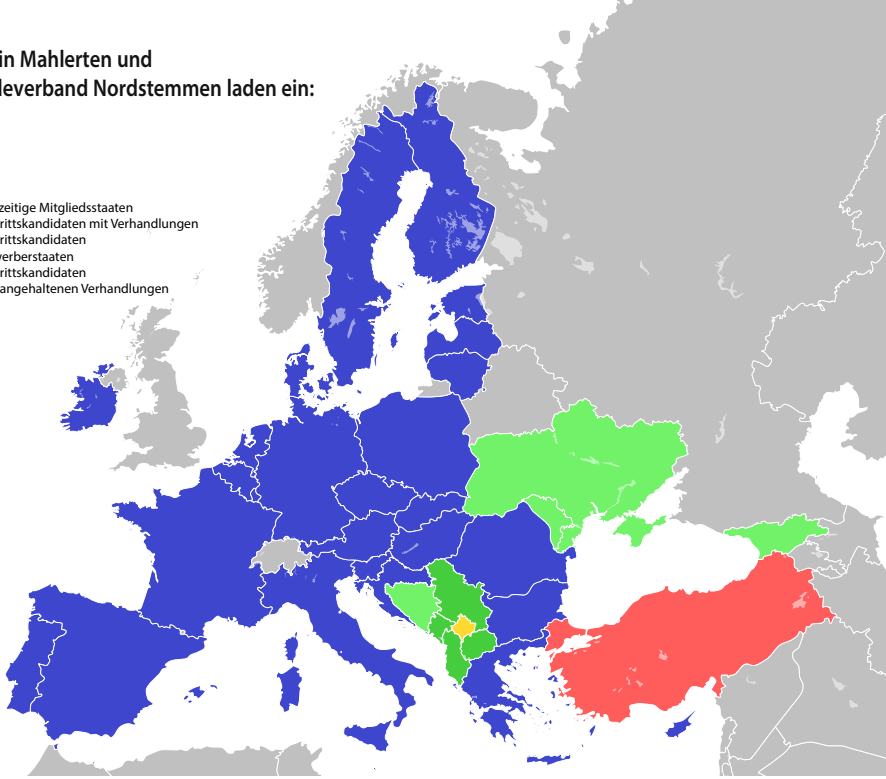 in Mahlerten und
leverband Nordstemmen laden ein:
zeitige Mitgliedsstaaten
rittskandidaten mit Verhandlungen
rittskandidaten
verberstaaten
rittskandidaten
angehaltenen Verhandlungen